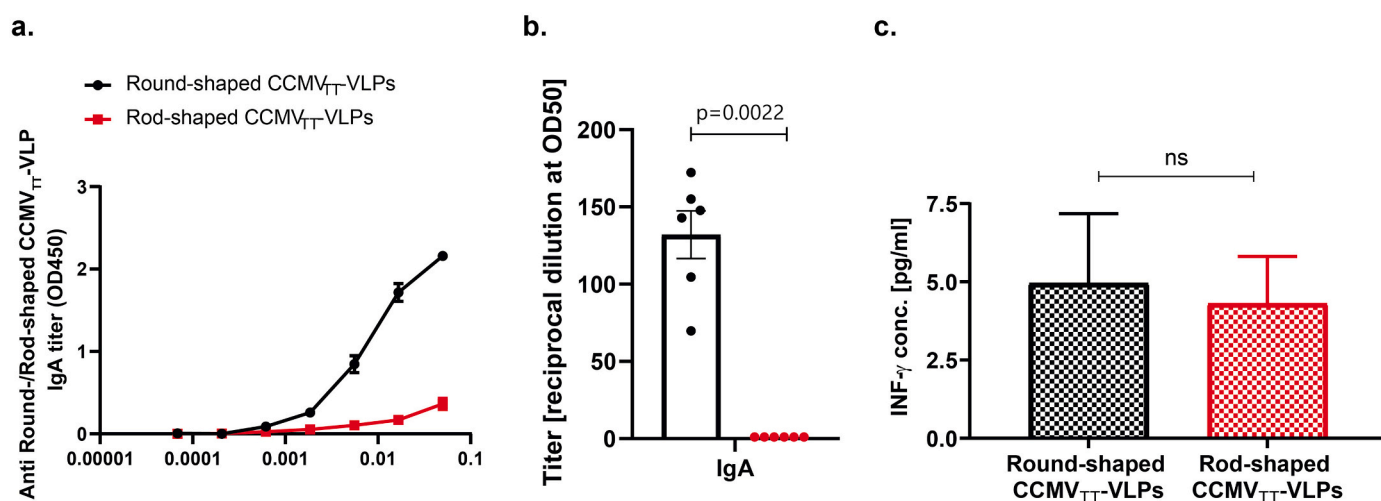 a.
Round-shaped CCMVTT-VLPs
Rod-shaped CCMVTT-VLPs
Anti Round-/Rod-shaped CCMVTT-VLP
IgA titer (OD450)
3
2
1
0
0.00001
0.0001
0.001
0.01
0.1
b.
Titer [reciprocal dilution at OD50]
p=0.0022
200
150
100
50
0
IgA
c.
ns
INF-γ conc. [pg/ml]
7.5
5.0
2.5
0.0
Round-shaped
CCMVTT-VLPs
Rod-shaped
CCMVTT-VLPs